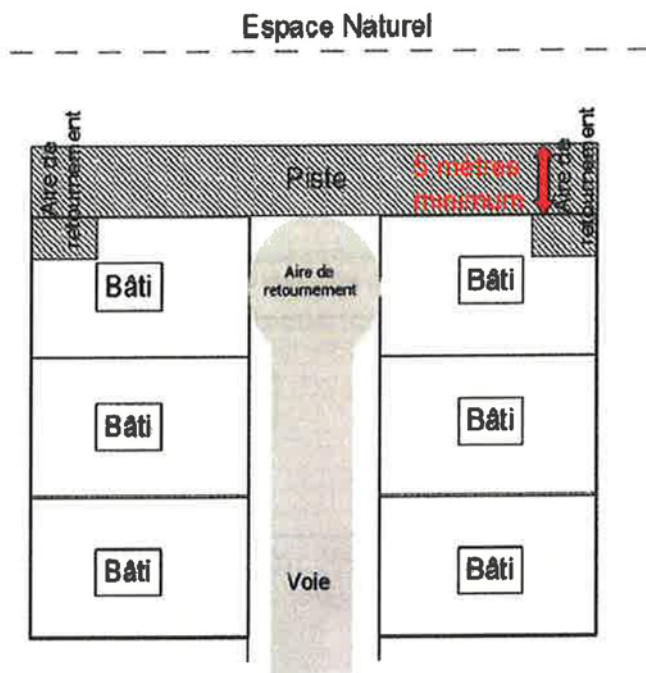 Espace Naturel
Aire de
retournement
Piste
5 mètres
minimum
Aire de
retournement
Aire de
retournement
Bâti
Bâti
Bâti
Bâti
Bâti
Voie
Bâti